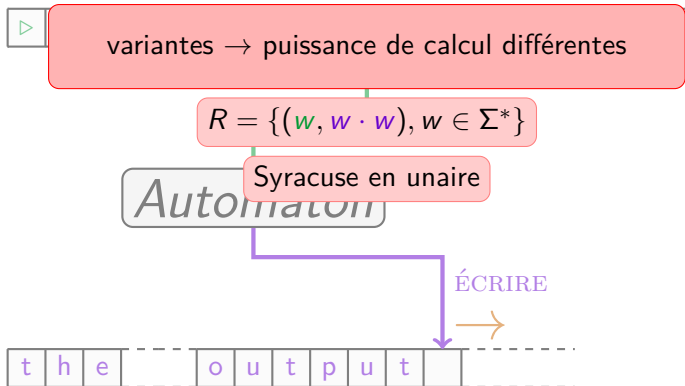 ▷
variantes → puissance de calcul différentes
R = {(w, w · w), w ∈ Σ*}
Syracuse en unaire
Automaton
ÉCRIRE
t h e o u t p u t